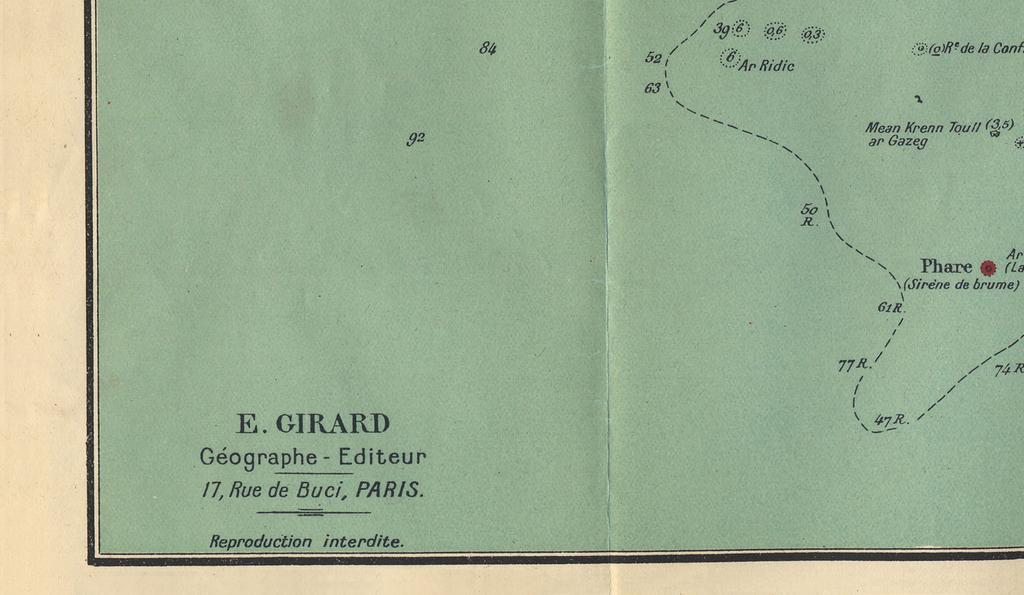 84
39 6 0,6 0,3
52
6 Ar Ridic
(0) Re de la Conf
63
92
Mean Krenn Toull (3,5)
ar Gazeg
50
R.
Phare
Ar
(Sirène de brume)
(La
61 R.
77 R.
74 R
47 R.
E. GIRARD
Géographe - Editeur
17, Rue de Buci, PARIS.
Reproduction interdite.